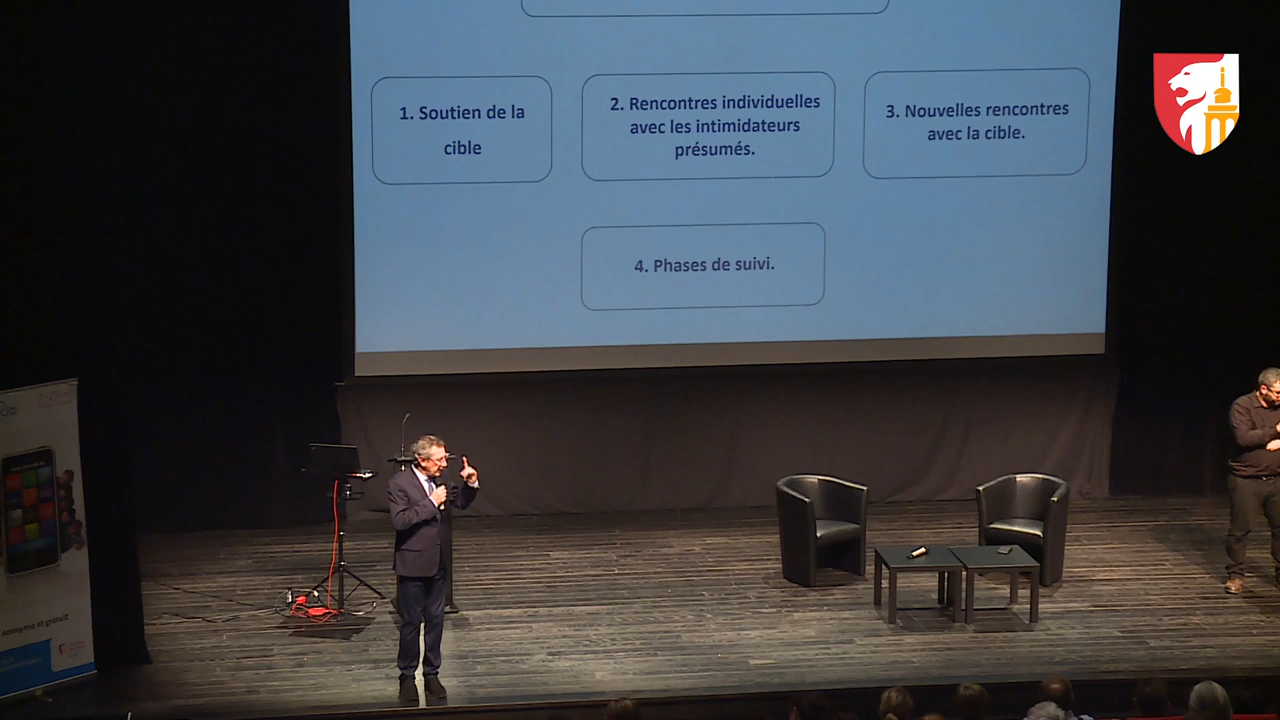 1. Soutien de la
cible
2. Rencontres individuelles
avec les intimidateurs
présumés.
3. Nouvelles rencontres
avec la cible.
4. Phases de suivi.
Anonyme et gratuit